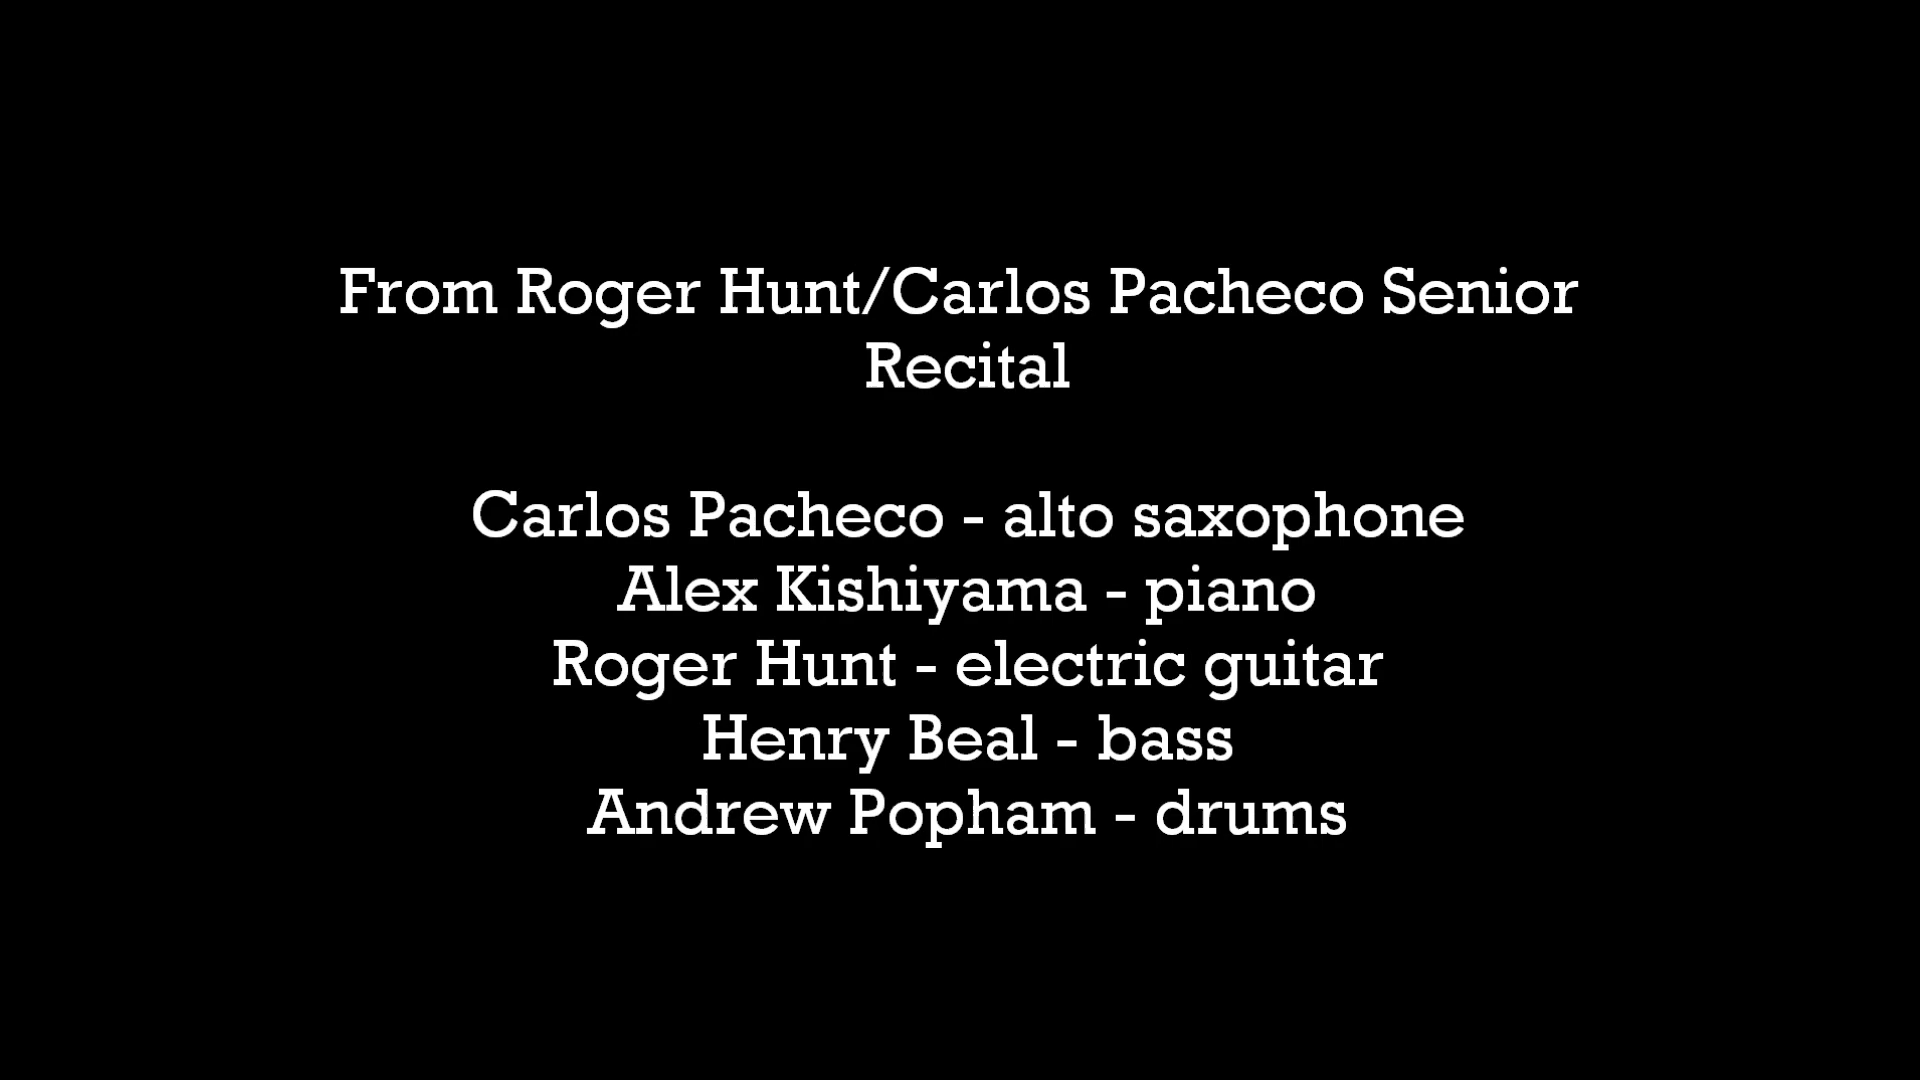 From Roger Hunt/Carlos Pacheco Senior
Recital
Carlos Pacheco - alto saxophone
Alex Kishiyama - piano
Roger Hunt - electric guitar
Henry Beal - bass
Andrew Popham - drums